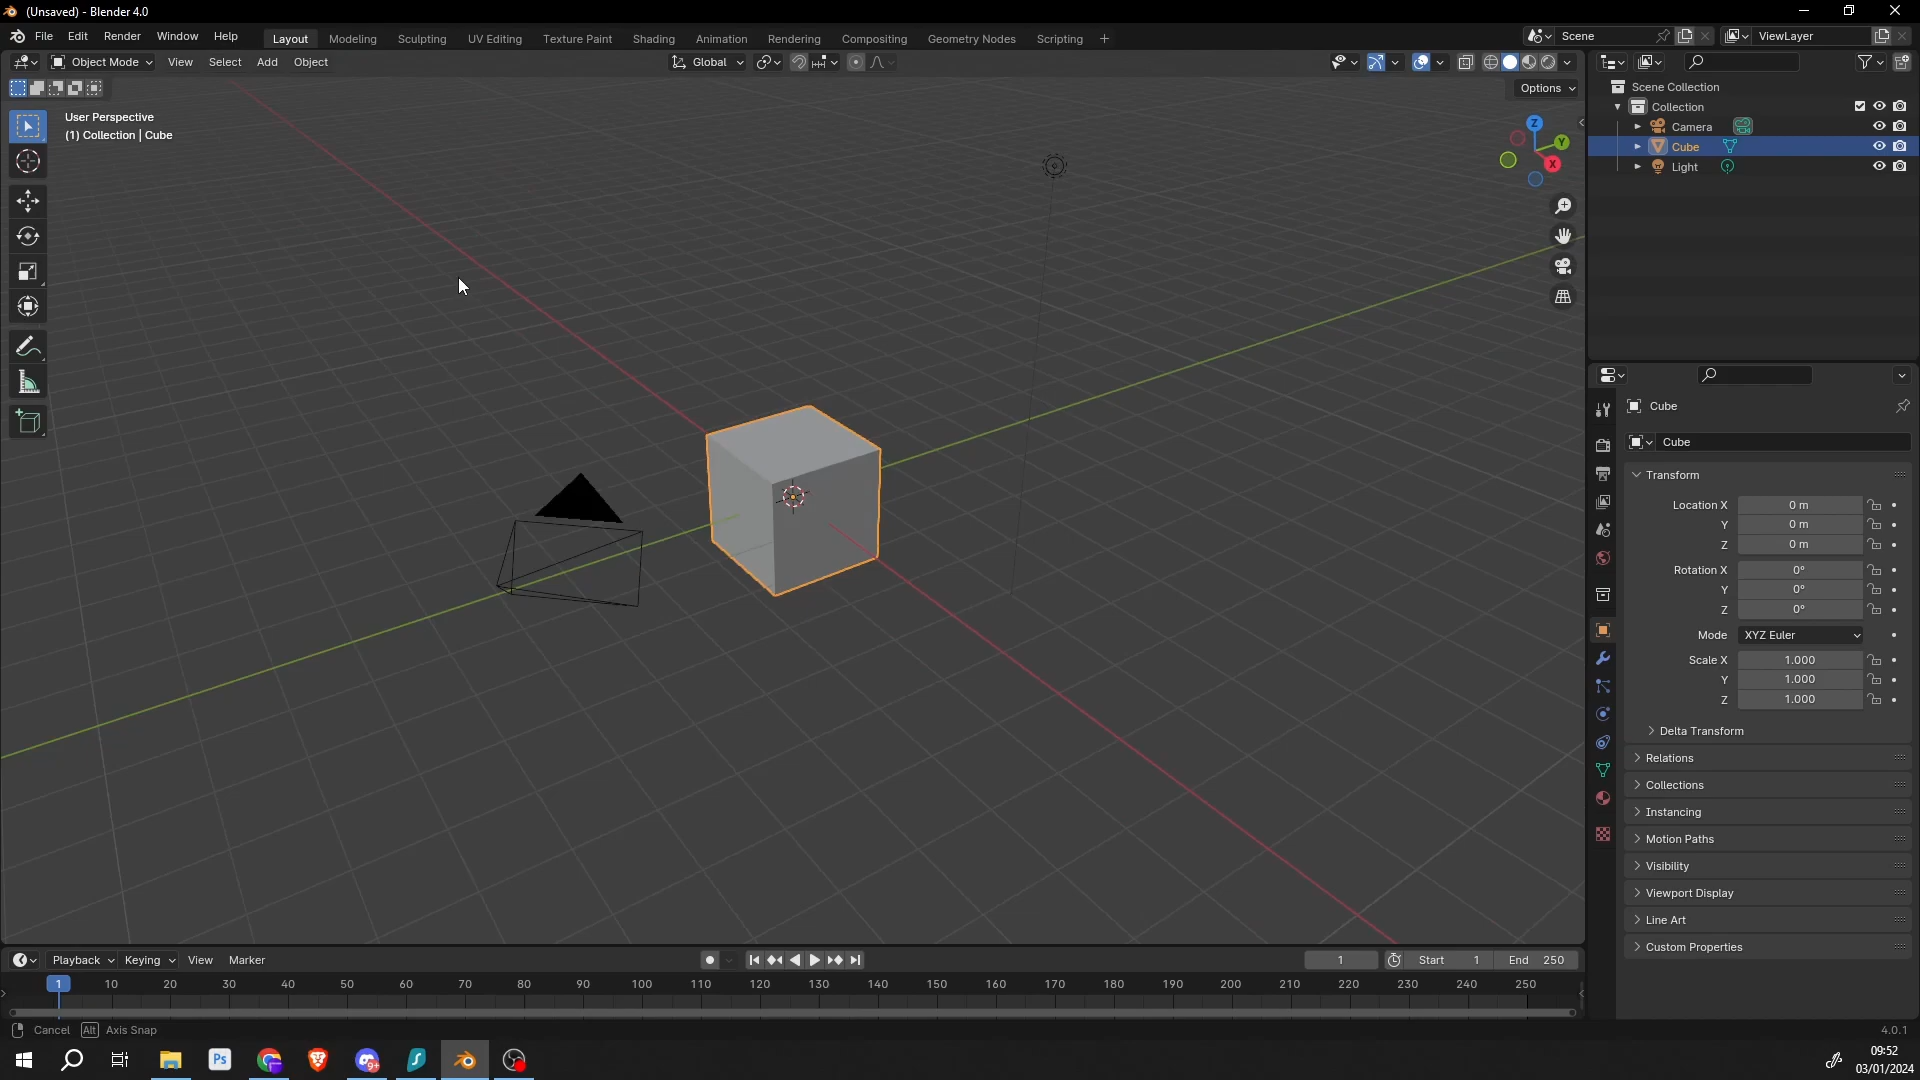 (Unsaved) - Blender 4.0
File Edit Render Window Help
Layout Modeling Sculpting UV Editing Texture Paint Shading Animation Rendering Compositing Geometry Nodes Scripting +
Scene
ViewLayer
Object Mode View Select Add Object
Global
Options
User Perspective
(1) Collection | Cube
Z
Y
X
Scene Collection
Collection
Camera
Cube
Light
Cube
Cube
Transform
Location X 0 m
Y 0 m
Z 0 m
Rotation X 0°
Y 0°
Z 0°
Mode XYZ Euler
Scale X 1.000
Y 1.000
Z 1.000
Delta Transform
Relations
Collections
Instancing
Motion Paths
Visibility
Viewport Display
Line Art
Custom Properties
Playback Keying View Marker
1 Start 1 End 250
1 10 20 30 40 50 60 70 80 90 100 110 120 130 140 150 160 170 180 190 200 210 220 230 240 250
Cancel Alt Axis Snap
4.0.1
Ps
9+
09:52
03/01/2024